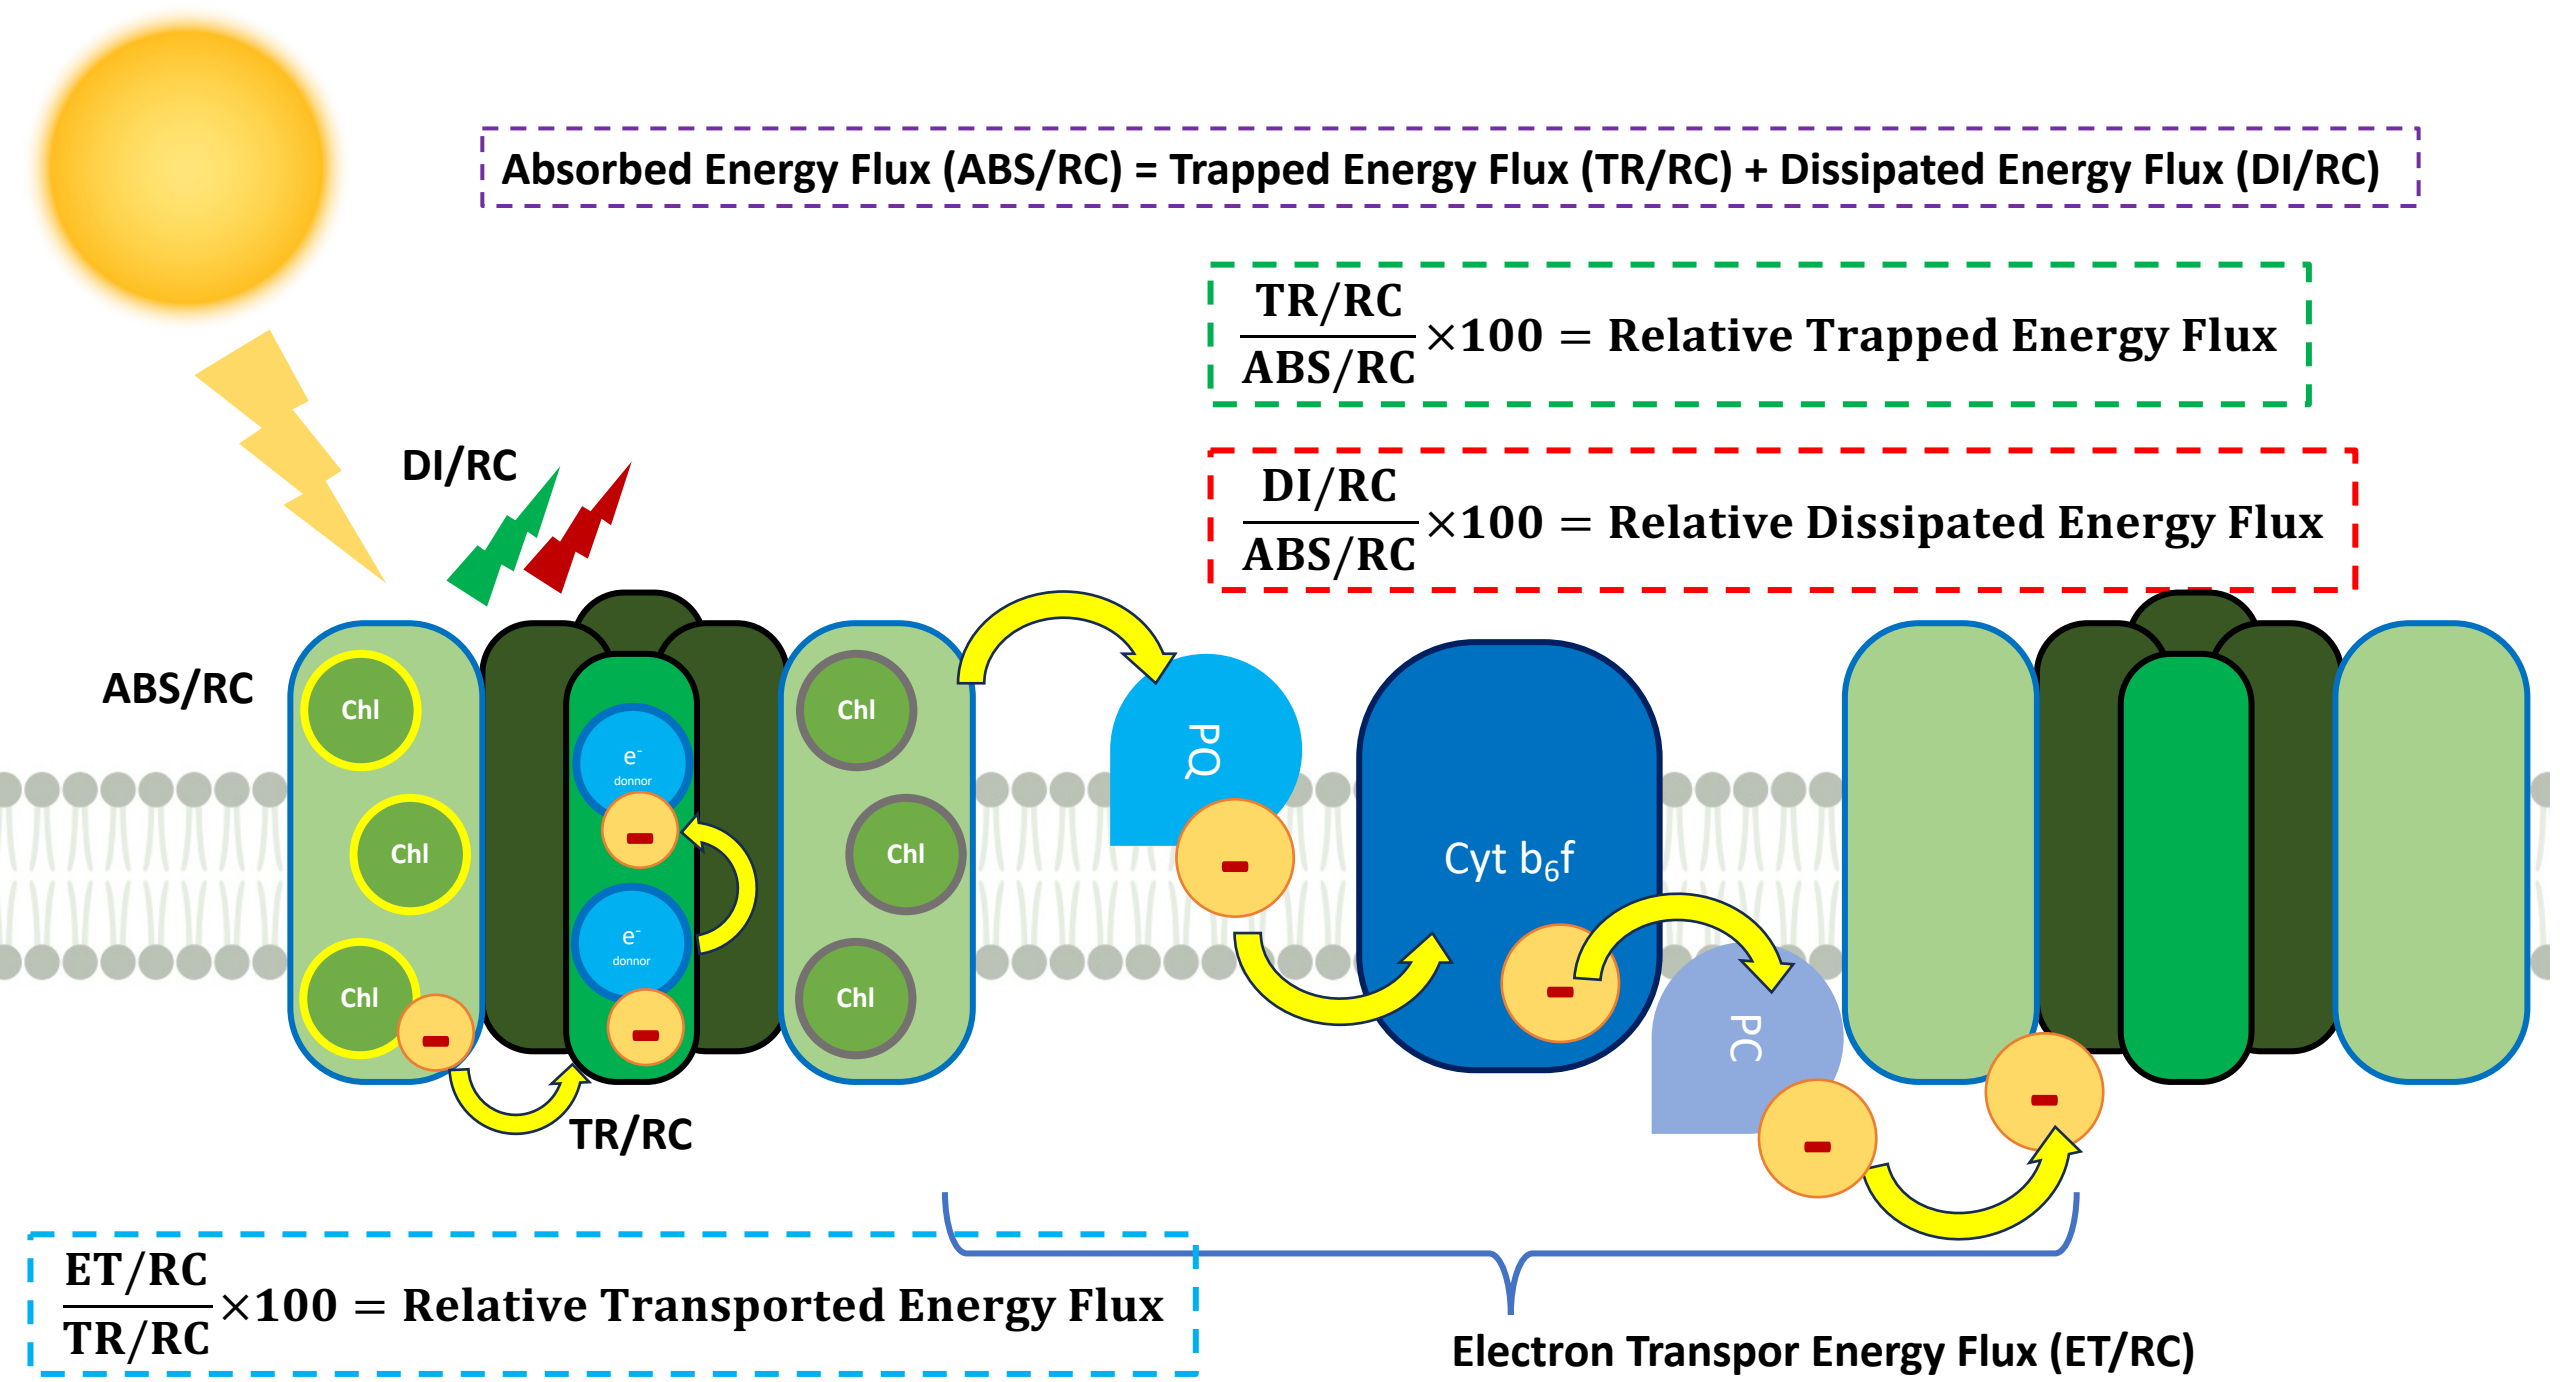 Absorbed Energy Flux (ABS/RC) = Trapped Energy Flux (TR/RC) + Dissipated Energy Flux (DI/RC)
TR/RC
ABS/RC
×100 = Relative Trapped Energy Flux
DI/RC
DI/RC
ABS/RC
×100 = Relative Dissipated Energy Flux
ABS/RC
Chl
Chl
Chl
e-
donnor
-
e-
donnor
-
-
TR/RC
Chl
Chl
Chl
PQ
-
Cyt b6f
-
PC
-
-
ET/RC
TR/RC
×100 = Relative Transported Energy Flux
Electron Transpor Energy Flux (ET/RC)